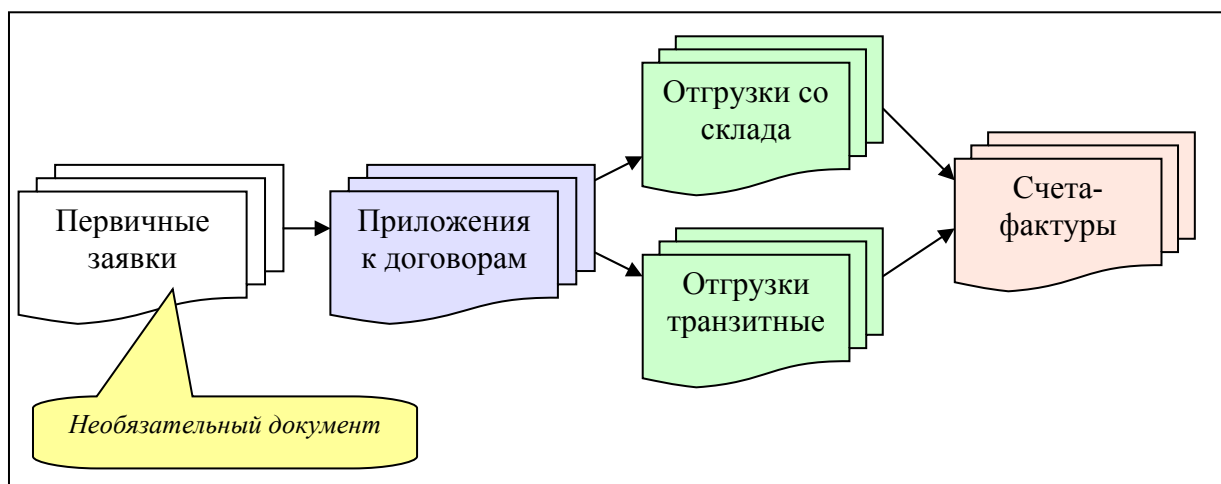 Первичные
заявки
Необязательный документ
Приложения
к договорам
Отгрузки со
склада
Отгрузки
транзитные
Счета-
фактуры